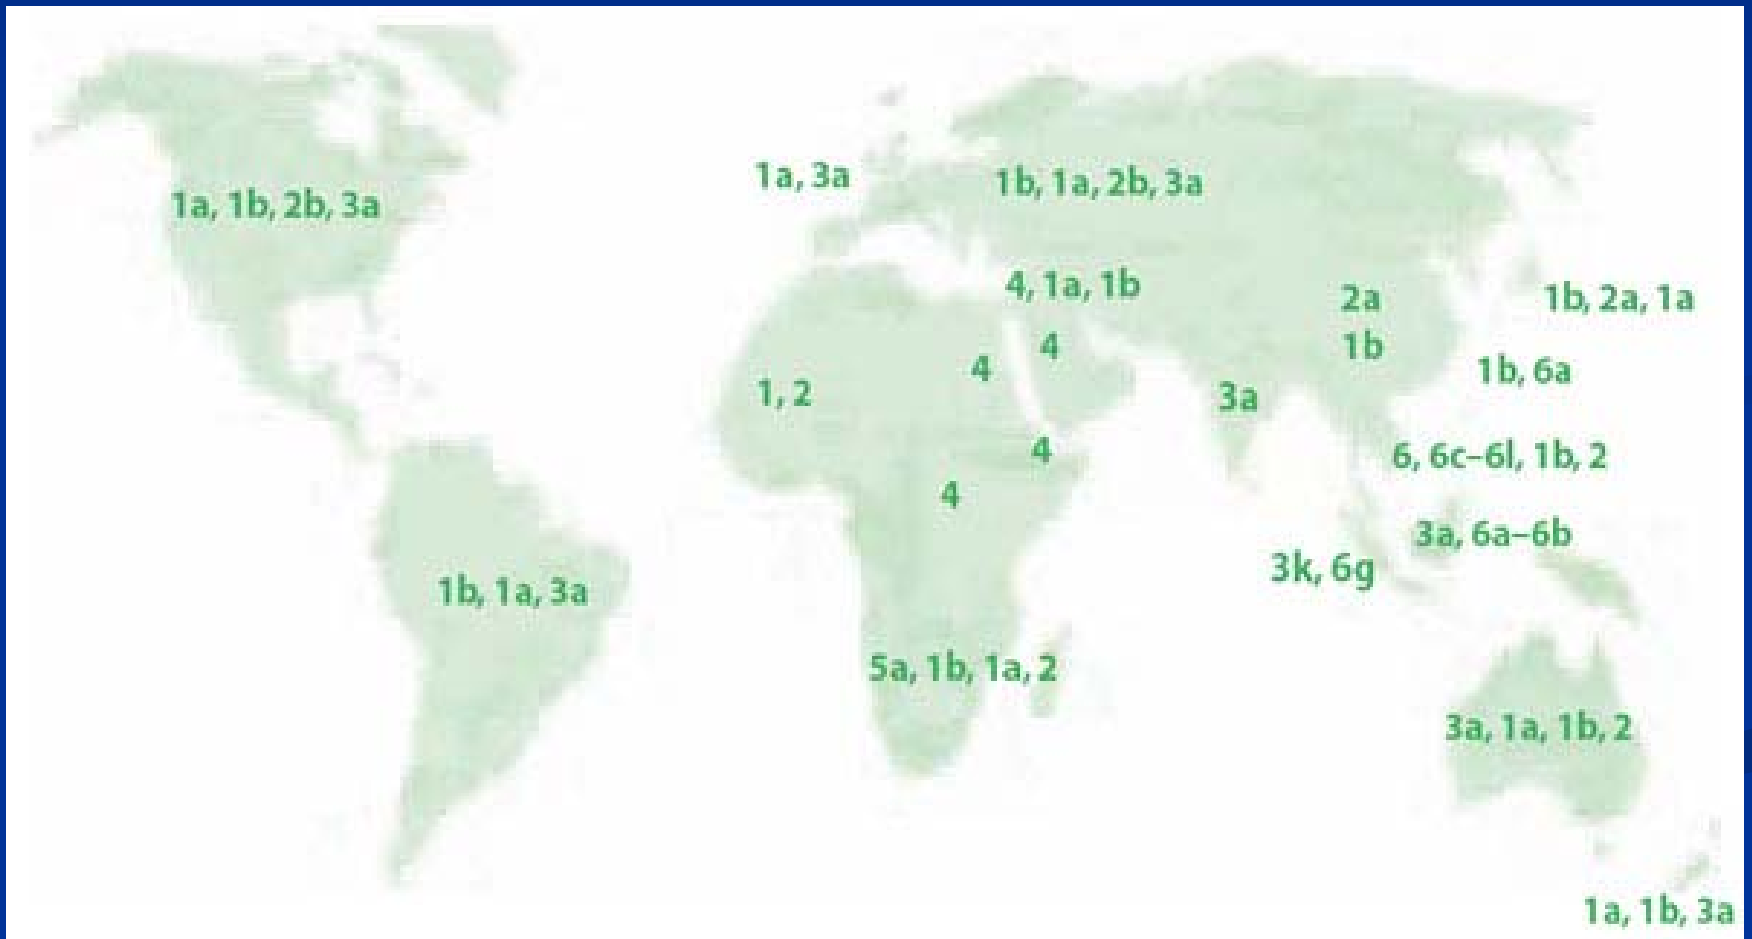 1a, 3a
1b, 1a, 2b, 3a
1a, 1b, 2b, 3a
4, 1a, 1b
2a
1b, 2a, 1a
4
1b
4
1b, 6a
1, 2
3a
4
6, 6c–6l, 1b, 2
4
3a, 6a–6b
3k, 6g
1b, 1a, 3a
5a, 1b, 1a, 2
3a, 1a, 1b, 2
1a, 1b, 3a